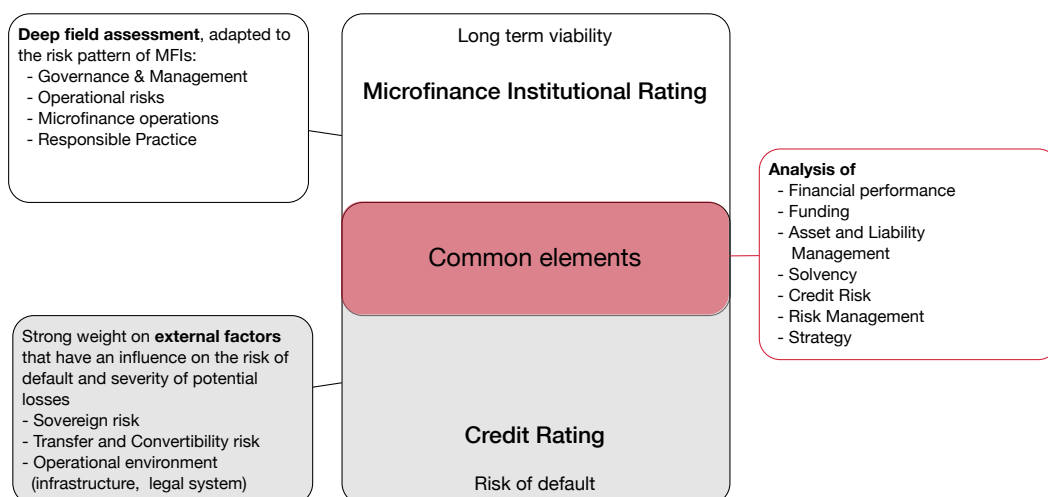 Deep field assessment, adapted to
the risk pattern of MFIs:
- Governance & Management
- Operational risks
- Microfinance operations
- Responsible Practice
Long term viability
Microfinance Institutional Rating
Common elements
Analysis of
- Financial performance
- Funding
- Asset and Liability
Management
- Solvency
- Credit Risk
- Risk Management
- Strategy
Strong weight on external factors
that have an influence on the risk of
default and severity of potential
losses
- Sovereign risk
- Transfer and Convertibility risk
- Operational environment
(infrastructure, legal system)
Credit Rating
Risk of default